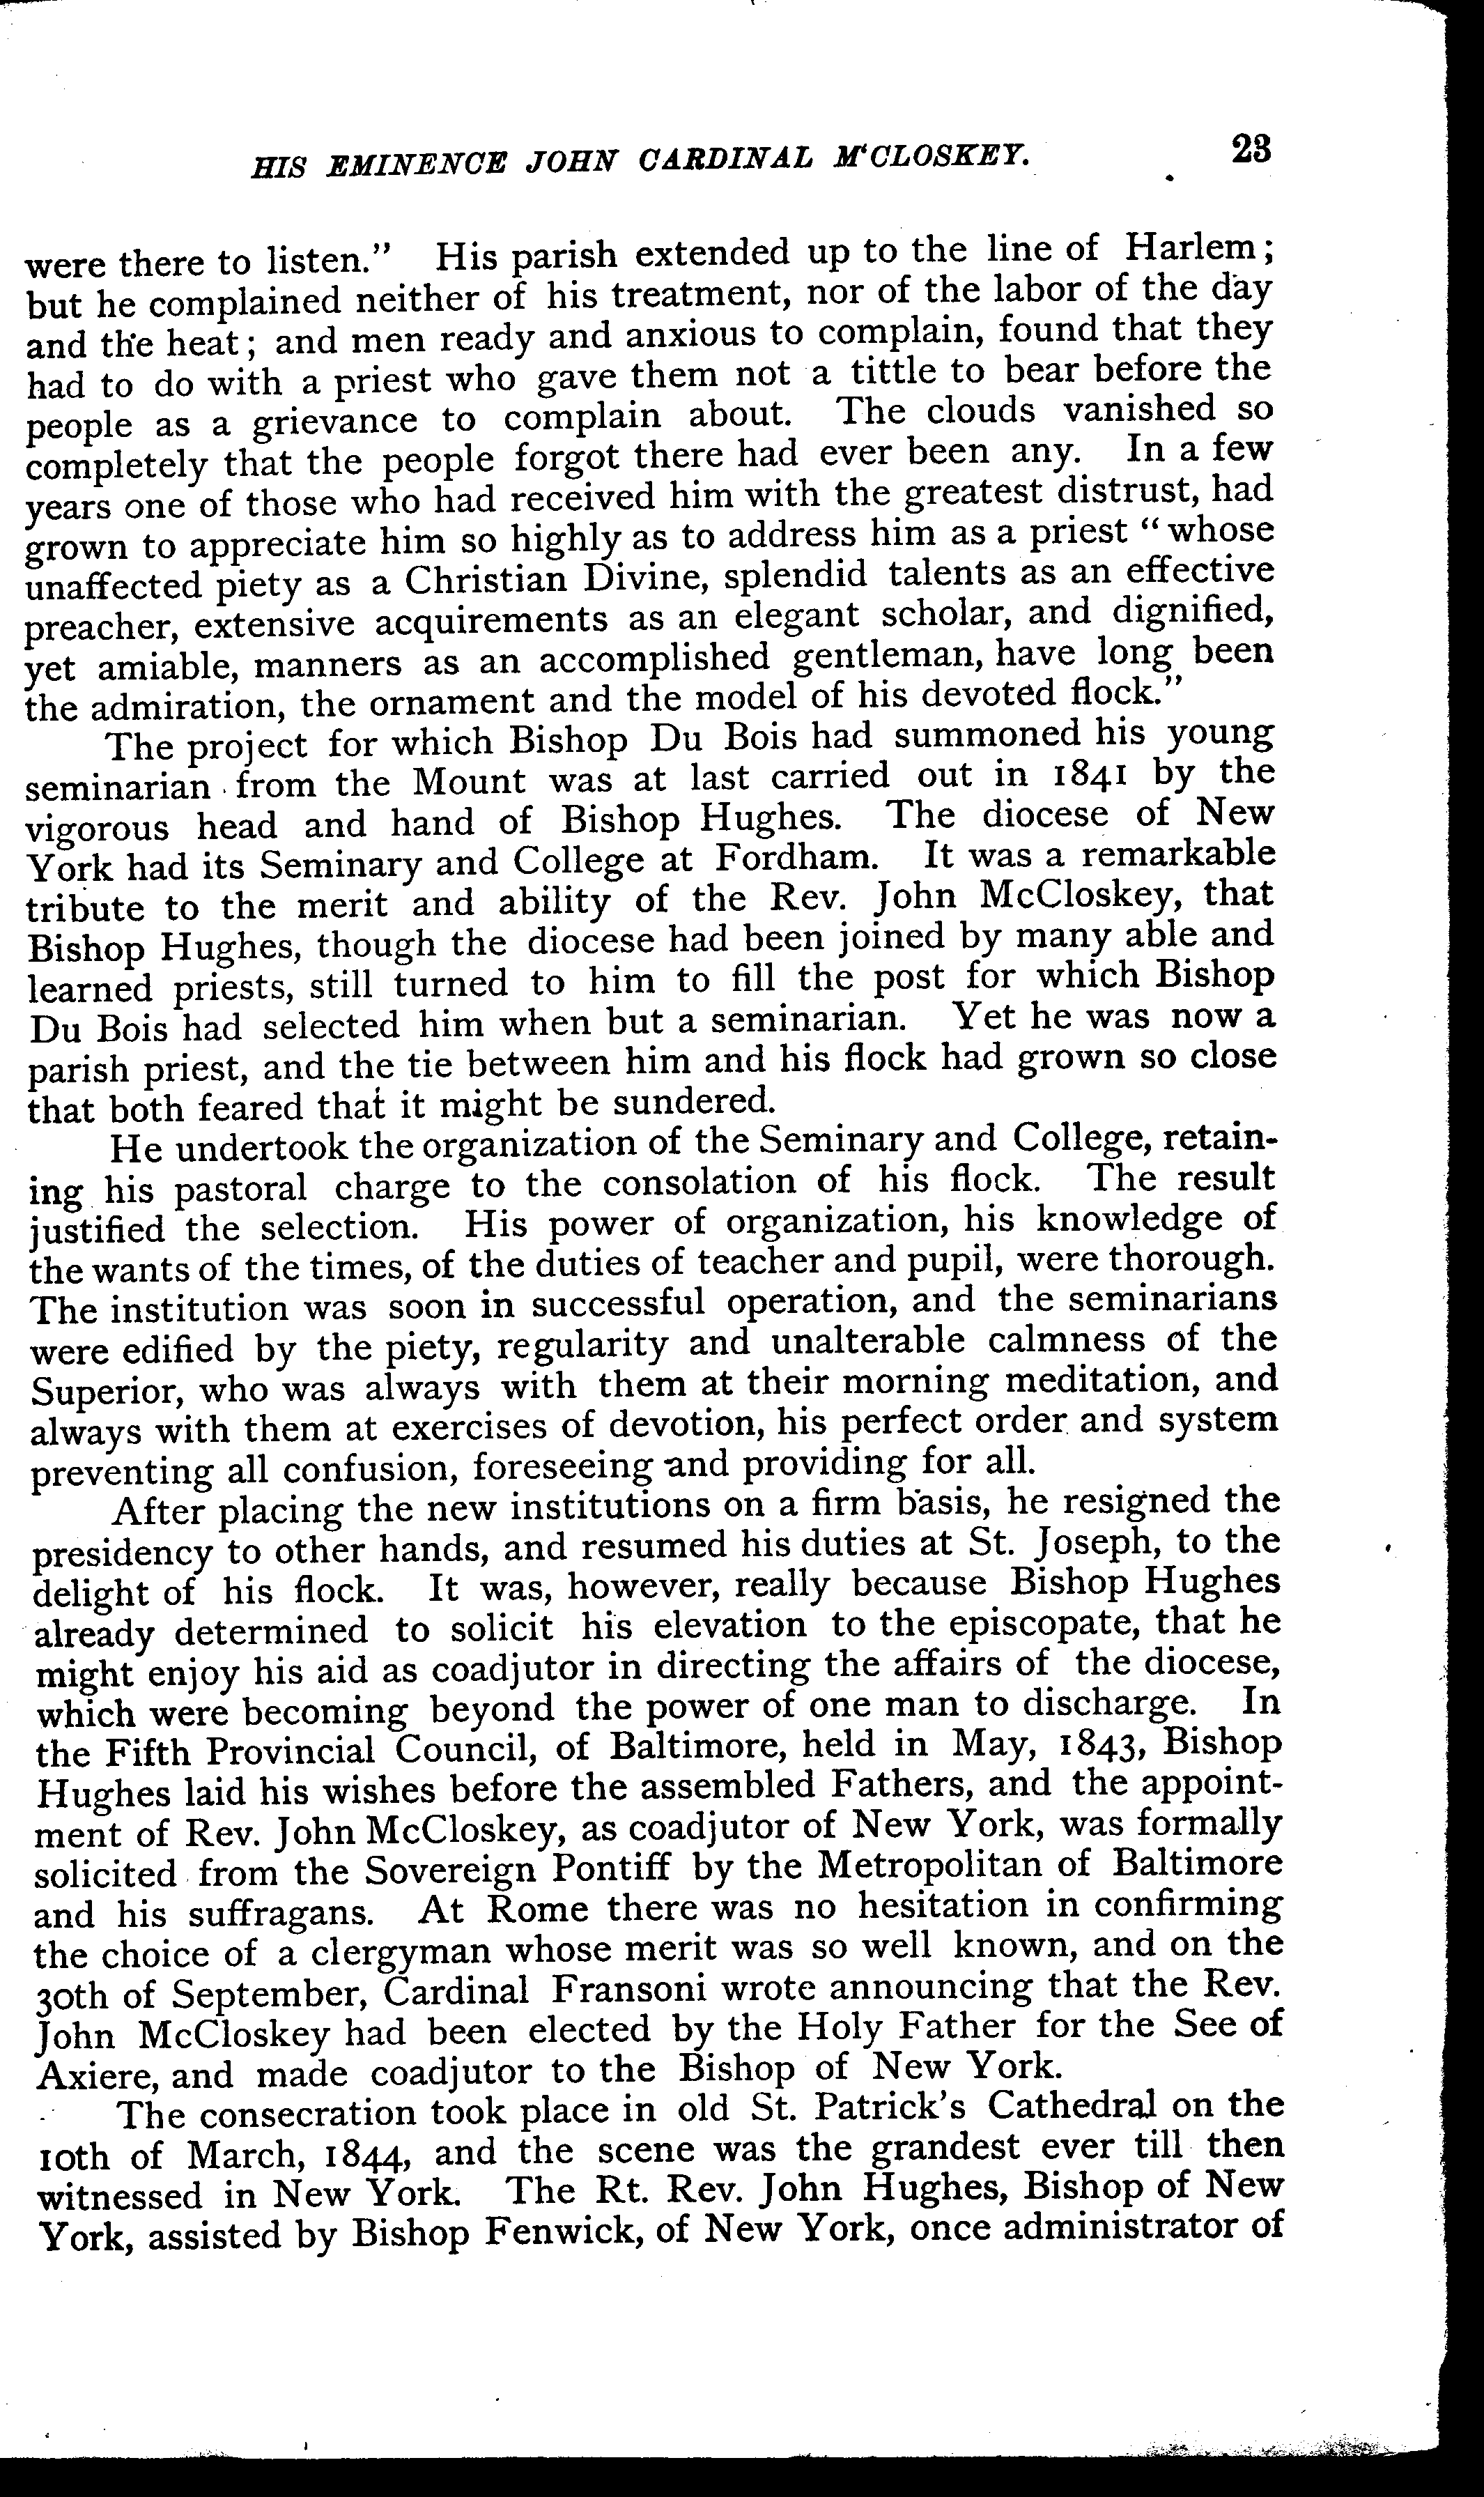 HIS EMINENCE JOHN CARDINAL M‘CLOSKEY. 23
were there to listen." His parish extended up to the line of Harlem;
but he complained neither of his treatment, nor of the labor of the day
and the heat; and men ready and anxious to complain, found that they
had to do with a priest who gave them not a tittle to bear before the
people as a grievance to complain about. The clouds vanished so
completely that the people forgot there had ever been any. In a few
years one of those who had received him with the greatest distrust, had
grown to appreciate him so highly as to address him as a priest "whose
unaffected piety as a Christian Divine, splendid talents as an effective
preacher, extensive acquirements as an elegant scholar, and dignified,
yet amiable, manners as an accomplished gentleman, have long been
the admiration, the ornament and the model of his devoted flock."
The project for which Bishop Du Bois had summoned his young
seminarian from the Mount was at last carried out in 1841 by the
vigorous head and hand of Bishop Hughes. The diocese of New
York had its Seminary and College at Fordham. It was a remarkable
tribute to the merit and ability of the Rev. John McCloskey, that
Bishop Hughes, though the diocese had been joined by many able and
learned priests, still turned to him to fill the post for which Bishop
Du Bois had selected him when but a seminarian. Yet he was now a
parish priest, and the tie between him and his flock had grown so close
that both feared that it might be sundered.
He undertook the organization of the Seminary and College, retain-
ing his pastoral charge to the consolation of his flock. The result
justified the selection. His power of organization, his knowledge of
the wants of the times, of the duties of teacher and pupil, were thorough.
The institution was soon in successful operation, and the seminarians
were edified by the piety, regularity and unalterable calmness of the
Superior, who was always with them at their morning meditation, and
always with them at exercises of devotion, his perfect order and system
preventing all confusion, foreseeing and providing for all.
After placing the new institutions on a firm basis, he resigned the
presidency to other hands, and resumed his duties at St. Joseph, to the
delight of his flock. It was, however, really because Bishop Hughes
already determined to solicit his elevation to the episcopate, that he
might enjoy his aid as coadjutor in directing the affairs of the diocese,
which were becoming beyond the power of one man to discharge. In
the Fifth Provincial Council, of Baltimore, held in May, 1843, Bishop
Hughes laid his wishes before the assembled Fathers, and the appoint-
ment of Rev. John McCloskey, as coadjutor of New York, was formally
solicited from the Sovereign Pontiff by the Metropolitan of Baltimore
and his suffragans. At Rome there was no hesitation in confirming
the choice of a clergyman whose merit was so well known, and on the
30th of September, Cardinal Fransoni wrote announcing that the Rev.
John McCloskey had been elected by the Holy Father for the See of
Axiere, and made coadjutor to the Bishop of New York.
The consecration took place in old St. Patrick's Cathedral on the
10th of March, 1844, and the scene was the grandest ever till then
witnessed in New York. The Rt. Rev. John Hughes, Bishop of New
York, assisted by Bishop Fenwick, of New York, once administrator of